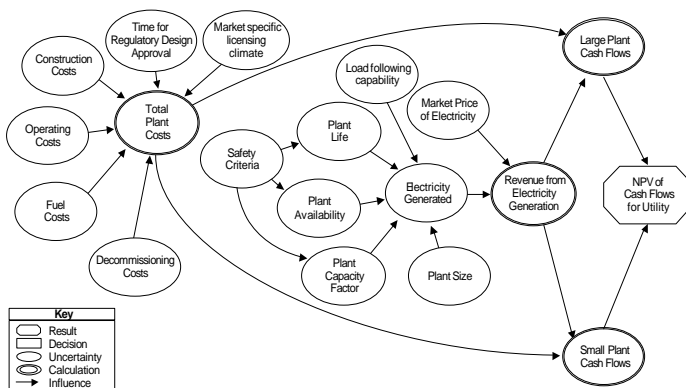 Time for
Regulatory Design
Approval
Market specific
licensing
climate
Large Plant
Cash Flows
Construction
Costs
Load following
capability
Total
Plant
Costs
Market Price
of Electricity
Operating
Costs
Plant
Life
Safety
Criteria
Electricity
Generated
Revenue from
Electricity
Generation
NPV of
Cash Flows
for Utility
Plant
Availability
Fuel
Costs
Decommissioning
Costs
Plant
Capacity
Factor
Plant Size
Key
Result
Decision
Uncertainty
Calculation
Influence
Small Plant
Cash Flows